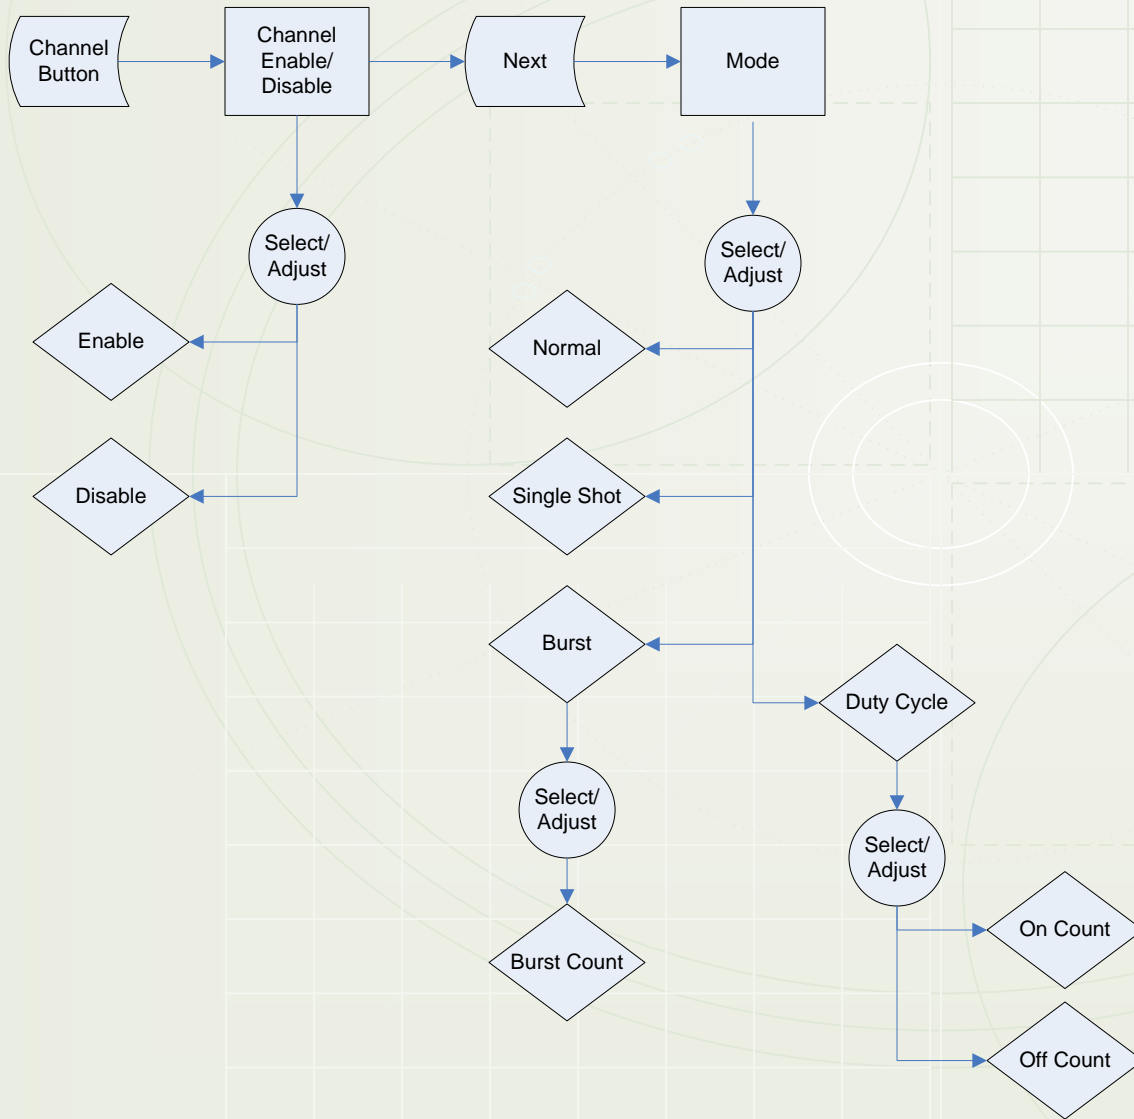 Channel
Button
Channel
Enable/
Disable
Next
Mode
Select/
Adjust
Select/
Adjust
Enable
Normal
Disable
Single Shot
Burst
Duty Cycle
Select/
Adjust
Select/
Adjust
On Count
Burst Count
Off Count